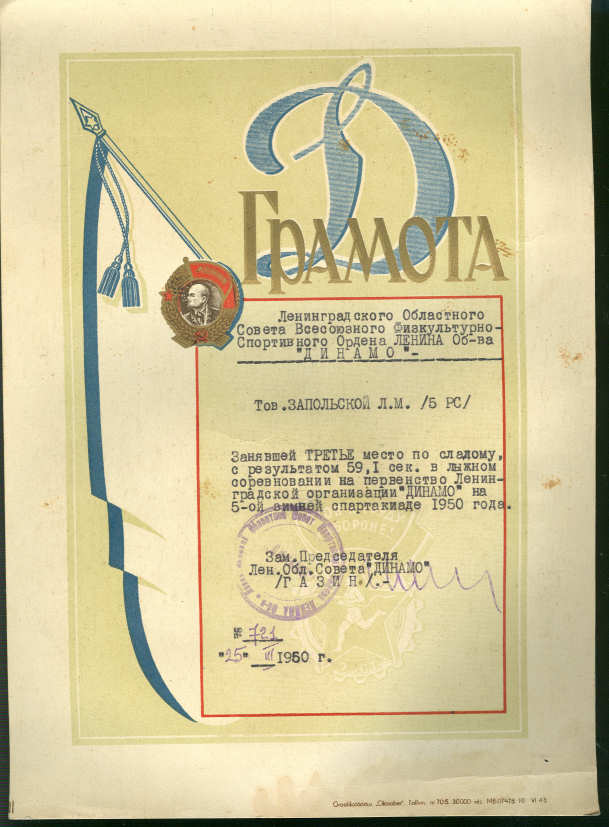 Д
ГРАМОТА
Ленинградского Областного
Совета Всесоюзного Физкультурно-
Спортивного Ордена ЛЕНИНА Об-ва
"ДИНАМО"-
Тов.ЗАПОЛЬСКОЙ Л.М. /5 РС/
Занявшей ТРЕТЬЕ место по слалому,
с результатом 59,I сек. в лыжном
соревновании на первенство Ленин-
градской организации"ДИНАМО" на
5-ой зимней спартакиаде 1950 года.
Зам.Председателя
Лен.Обл.Совета"ДИНАМО"
/Г А З И Н/.-
№ 721
"25" III 1950 г.
"Oktoober", Tallinn